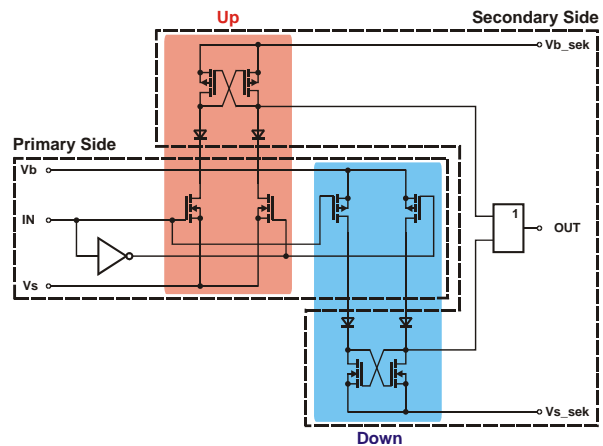 Up
Secondary Side
Vb_sek
Primary Side
Vb
IN
1
OUT
Vs
Vs_sek
Down